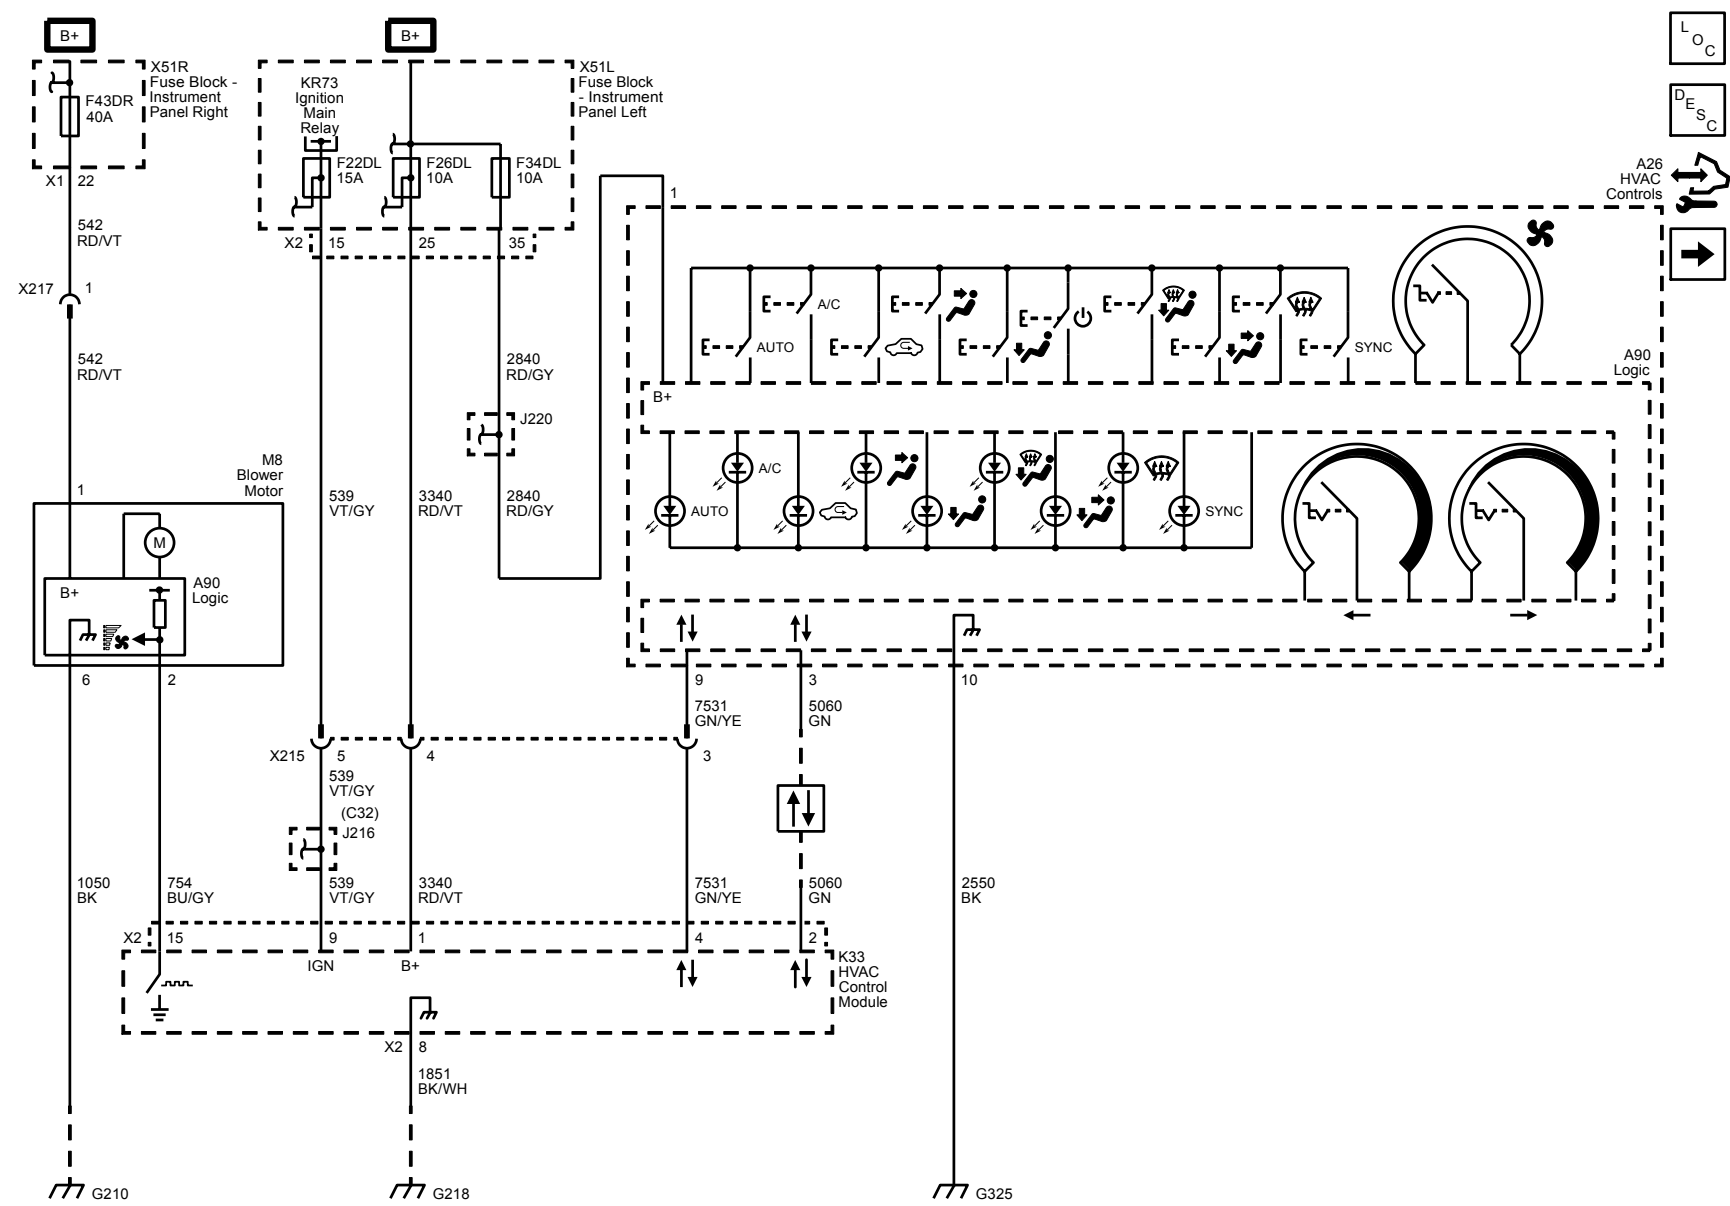 B+
B+
L
O
C
X51R
Fuse Block -
Instrument
Panel Right
F43DR
40A
KR73
Ignition
Main
Relay
X51L
Fuse Block
- Instrument
Panel Left
D
E
S
C
F22DL
15A
F26DL
10A
F34DL
10A
A26
HVAC
Controls
X1 22
1
542
RD/VT
X2 15 25 35
X217 1
A/C
AUTO
SYNC
542
RD/VT
2840
RD/GY
A90
Logic
B+
J220
M8
Blower
Motor
A/C
1
539
VT/GY
3340
RD/VT
2840
RD/GY
AUTO
SYNC
M
A90
Logic
B+
6 2
9 3 10
7531
GN/YE
5060
GN
X215 5 4 3
539
VT/GY
(C32)
J216
1050
BK
754
BU/GY
539
VT/GY
3340
RD/VT
7531
GN/YE
5060
GN
2550
BK
X2 15 9 1 4 2
IGN
B+
K33
HVAC
Control
Module
X2 8
1851
BK/WH
G210
G218
G325